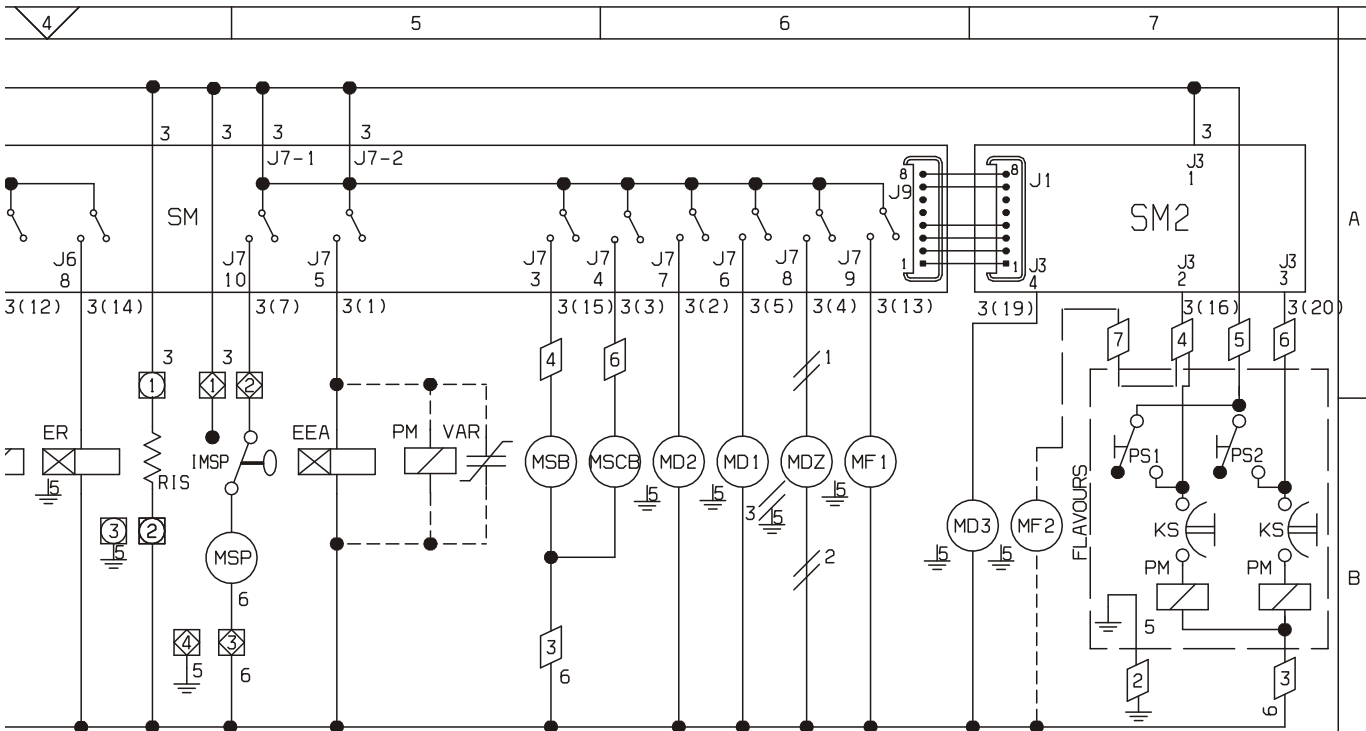 4 5 6 7
3 3 3 3 3
J7-1 J7-2
8 8 J3
J9 J1 1
SM SM2 A
J6 J7 J7 J7 J7 J7 J7 J7 J7 J3 J3 J3
8 10 5 3 4 7 6 8 9 1 1 4 2 3
3(12) 3(14) 3(7) 3(1) 3(15) 3(3) 3(2) 3(5) 3(4) 3(13) 3(19) 3(16) 3(20)
3 3 4 6 1 7 4 5 6
1 1 2
ER IMSP EEA PM VAR MSB MSCB MD2 MD1 MDZ MF1 PS1 PS2
5 RIS 5 5 3 5 5
FLAVOURS
3 2 MD3 MF2 KS KS
5 MSP 2 5 5 PM PM
B
6
4 3 3 5
5 6 6 2 3
6